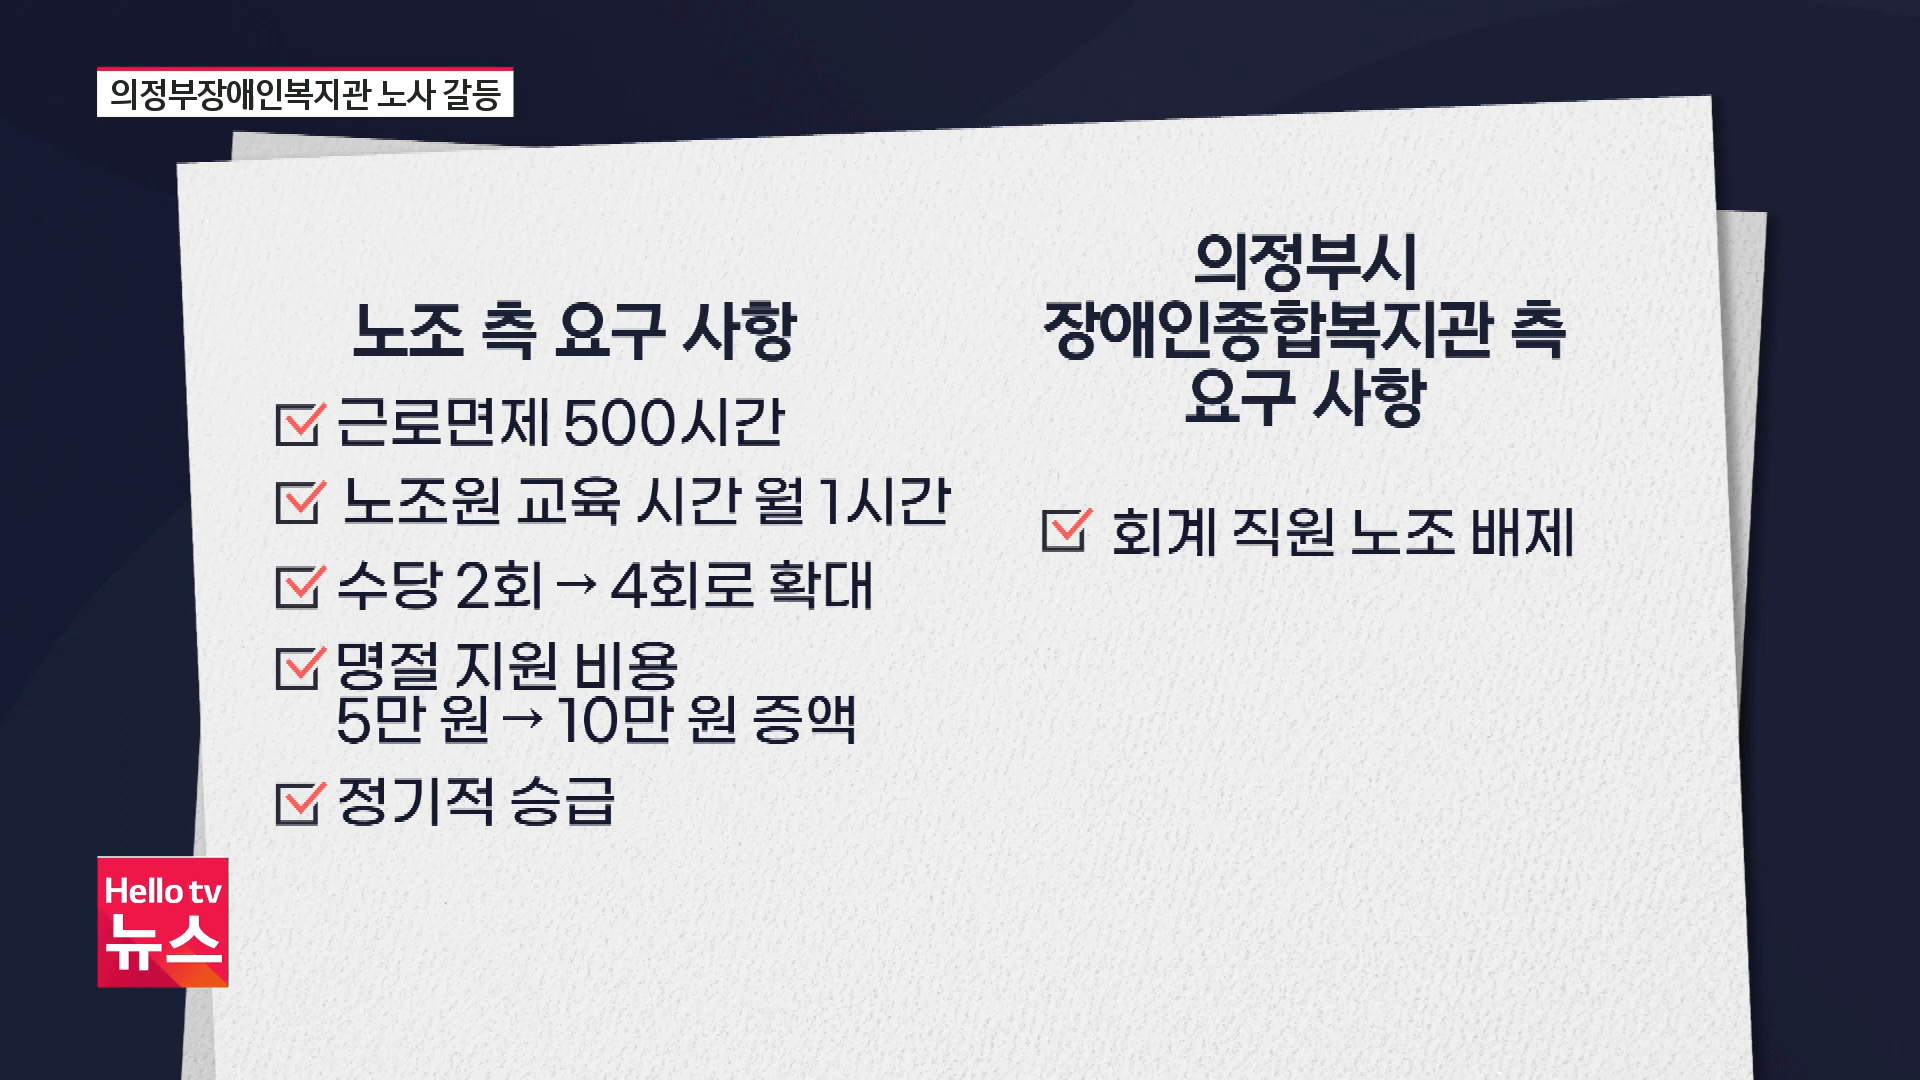 의정부장애인복지관 노사 갈등
노조 측 요구 사항
근로면제 500시간
노조원 교육 시간 월 1시간
수당 2회→4회로 확대
명절 지원 비용
5만 원→10만 원 증액
정기적 승급
의정부시
장애인종합복지관 측
요구 사항
회계 직원 노조 배제
Hello tv
뉴스